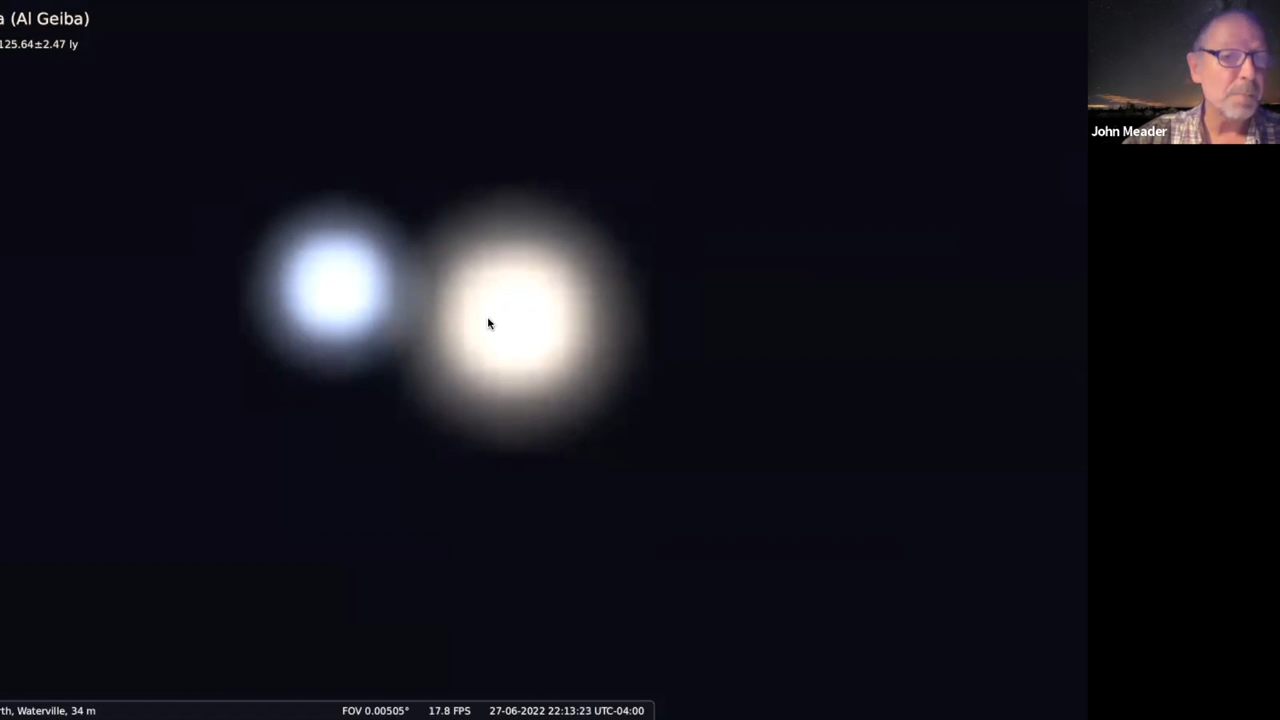 a (Al Geiba)
125.64±2.47 ly
John Meader
rth, Waterville, 34 m FOV 0.00505° 17.8 FPS 27-06-2022 22:13:23 UTC-04:00